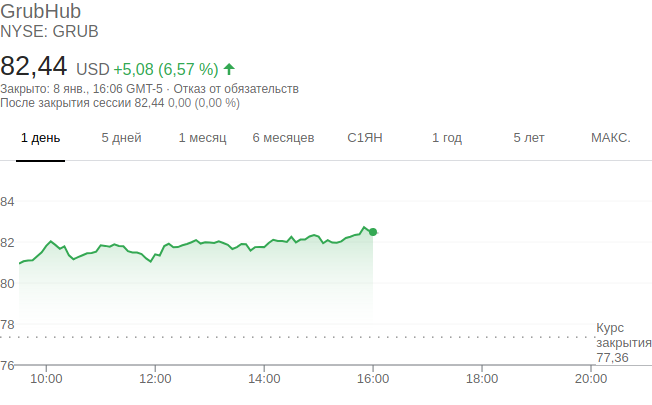 GrubHub
NYSE: GRUB
82,44 USD +5,08 (6,57 %)
Закрыто: 8 янв., 16:06 GMT-5 · Отказ от обязательств
После закрытия сессии 82,44 0,00 (0,00 %)
1 день 5 дней 1 месяц 6 месяцев С1ЯН 1 год 5 лет МАКС.
84
82
80
78
Курс
закрытия
77,36
76
10:00 12:00 14:00 16:00 18:00 20:00